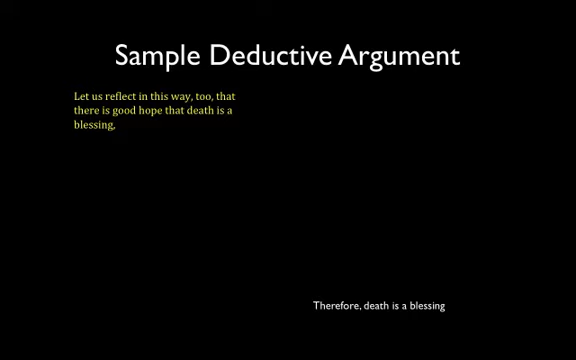 Sample Deductive Argument
Let us reflect in this way, too, that
there is good hope that death is a
blessing,
Therefore, death is a blessing